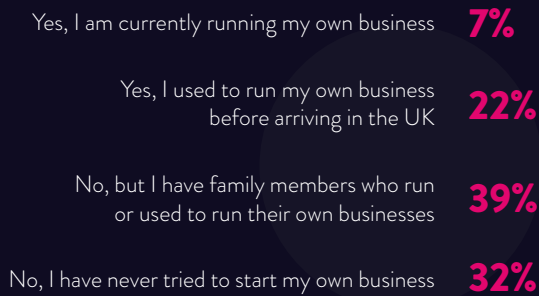 Yes, I am currently running my own business 7%
Yes, I used to run my own business
before arriving in the UK 22%
No, but I have family members who run
or used to run their own businesses 39%
No, I have never tried to start my own business 32%